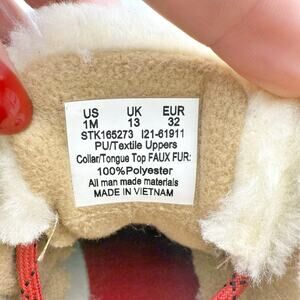 US UK EUR
1M 13 32
STK165273 I21-61911
PU/Textile Uppers
Collar/Tongue Top FAUX FUR:
100%Polyester
All man made materials
MADE IN VIETNAM